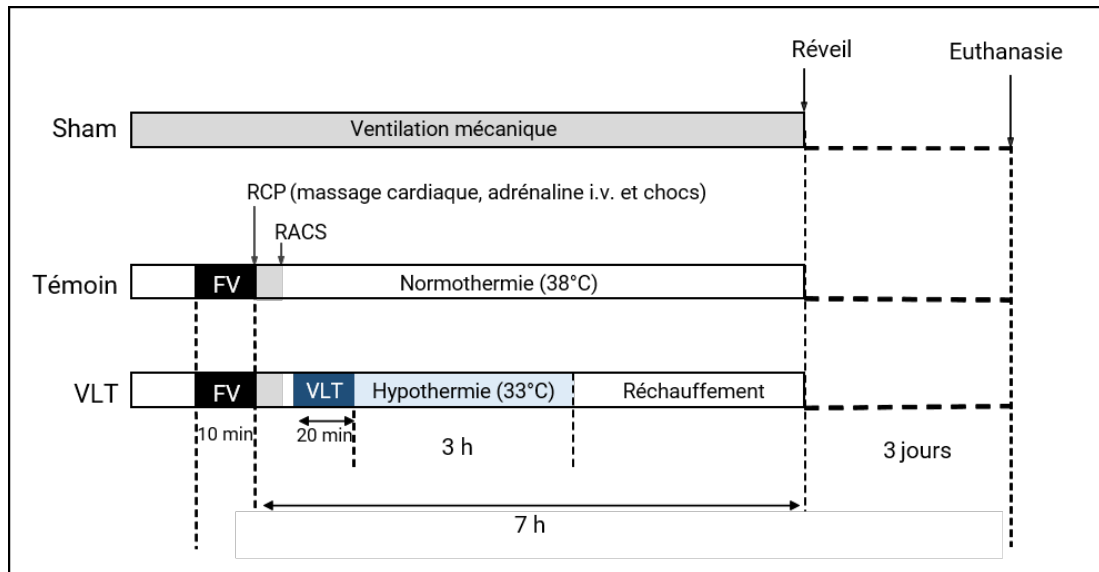 Réveil
Euthanasie
Sham
Ventilation mécanique
RCP (massage cardiaque, adrénaline i.v. et chocs)
RACS
Témoin
FV
Normothermie (38°C)
VLT
FV
VLT
Hypothermie (33°C)
Réchauffement
10 min
20 min
3 h
3 jours
7 h